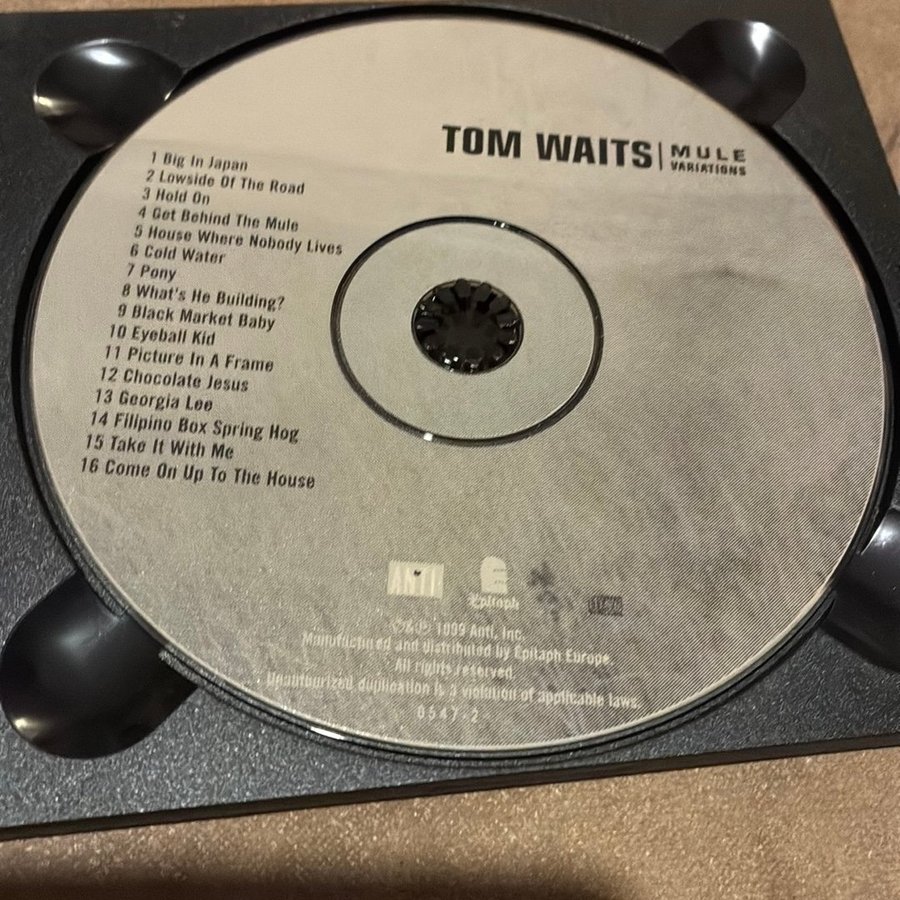 TOM WAITS | MULE VARIATIONS
1 Big In Japan
2 Lowside Of The Road
3 Hold On
4 Get Behind The Mule
5 House Where Nobody Lives
6 Cold Water
7 Pony
8 What's He Building?
9 Black Market Baby
10 Eyeball Kid
11 Picture In A Frame
12 Chocolate Jesus
13 Georgia Lee
14 Filipino Box Spring Hog
15 Take It With Me
16 Come On Up To The House
ANTI
Epitaph
1999 Anti, Inc.
Manufactured and distributed by Epitaph Europe.
All rights reserved.
Unauthorized duplication is a violation of applicable laws.
6547-2